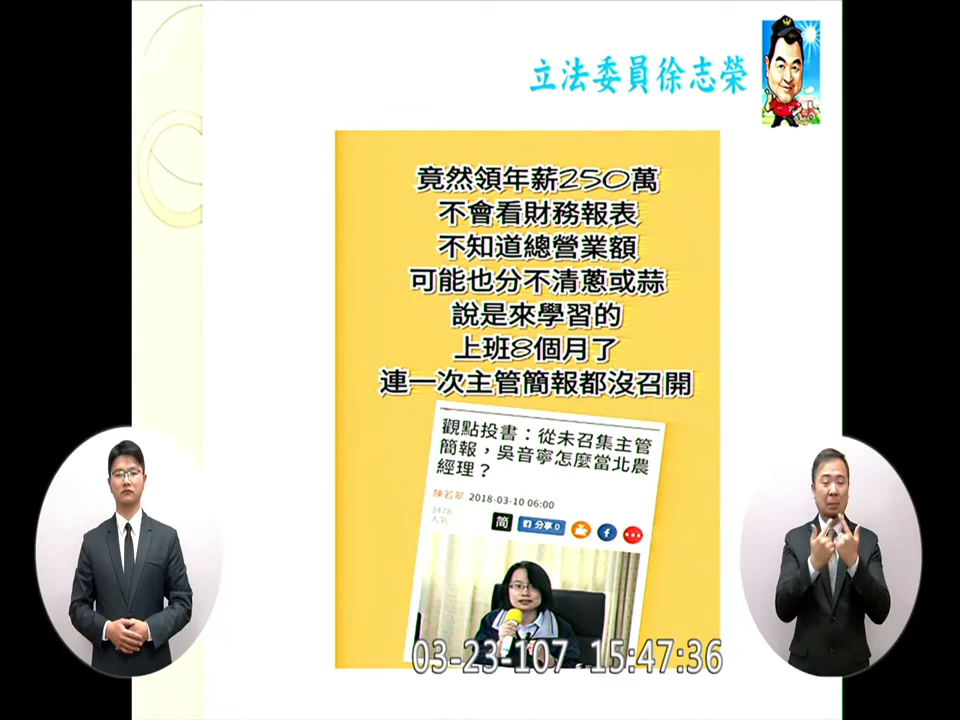 立法委員徐志榮
竟然領年薪250萬
不會看財務報表
不知道總營業額
可能也分不清蔥或蒜
說是來學習的
上班8個月了
連一次主管簡報都沒召開
觀點投書：從未召集主管
簡報，吳音寧怎麼當北農
經理？
2018-03-10 06:00
3478
人氣
简
分享 0
03-23-107 15:47:36